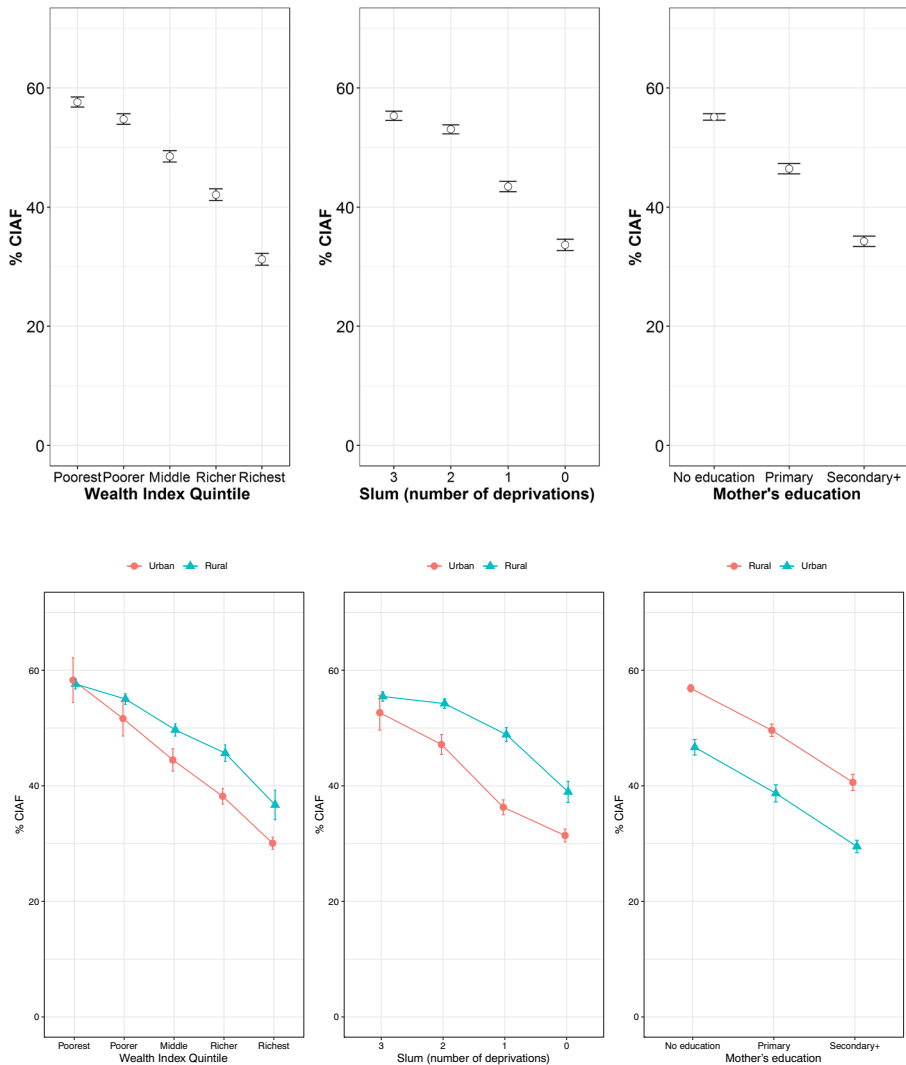 60
40
20
0
% CIAF
Poorest Poorer Middle Richer Richest
Wealth Index Quintile
60
40
20
0
% CIAF
3 2 1 0
Slum (number of deprivations)
60
40
20
0
% CIAF
No education Primary Secondary+
Mother's education
Urban Rural
60
40
20
0
% CIAF
Poorest Poorer Middle Richer Richest
Wealth Index Quintile
Urban Rural
60
40
20
0
% CIAF
3 2 1 0
Slum (number of deprivations)
Rural Urban
60
40
20
0
% CIAF
No education Primary Secondary+
Mother's education